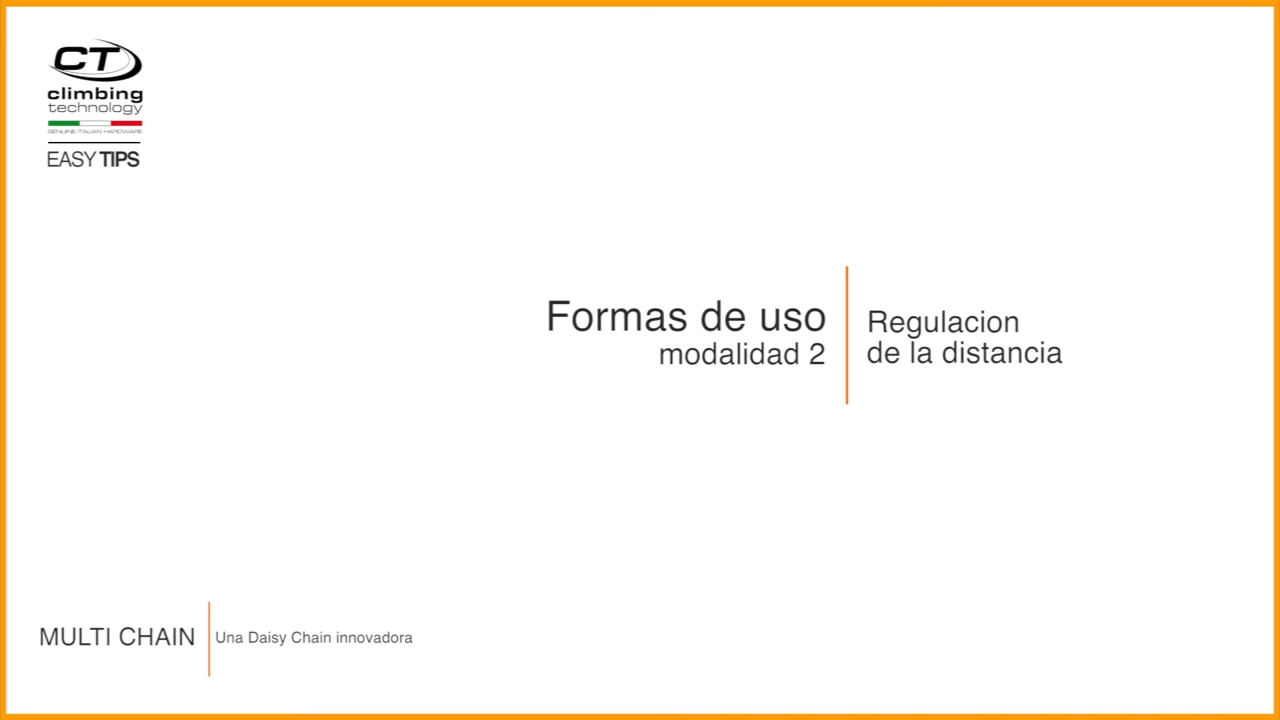 CT
climbing
technology
GENUINE ITALIAN HARDWARE
EASY TIPS
Formas de uso
modalidad 2
Regulacion
de la distancia
MULTI CHAIN
Una Daisy Chain innovadora